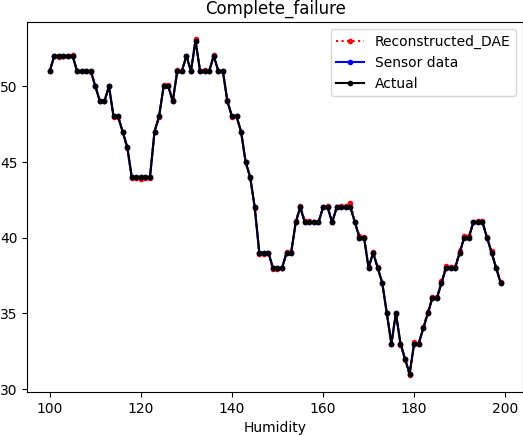 Complete_failure
Reconstructed_DAE
Sensor data
Actual
50
45
40
35
30
100 120 140 160 180 200
Humidity